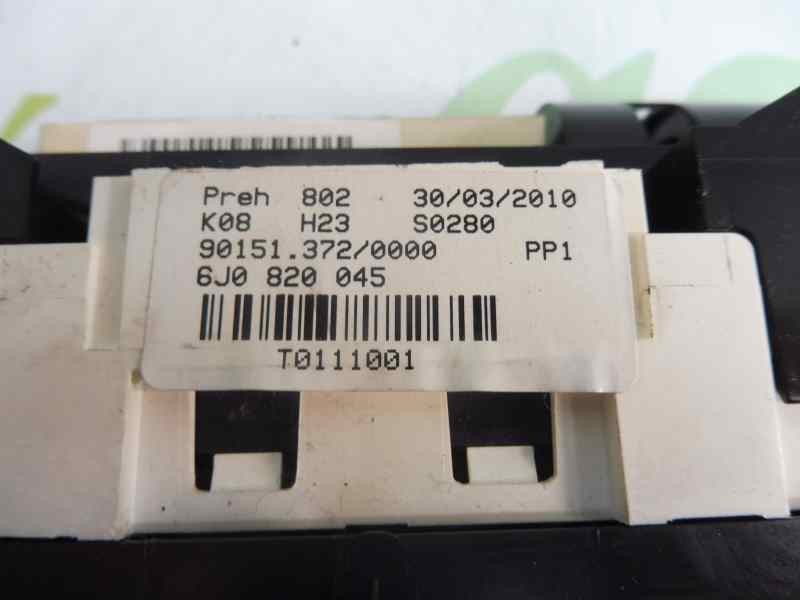 Preh 802 30/03/2010
K08 H23 S0280
90151.372/0000 PP1
6J0 820 045
T0111001